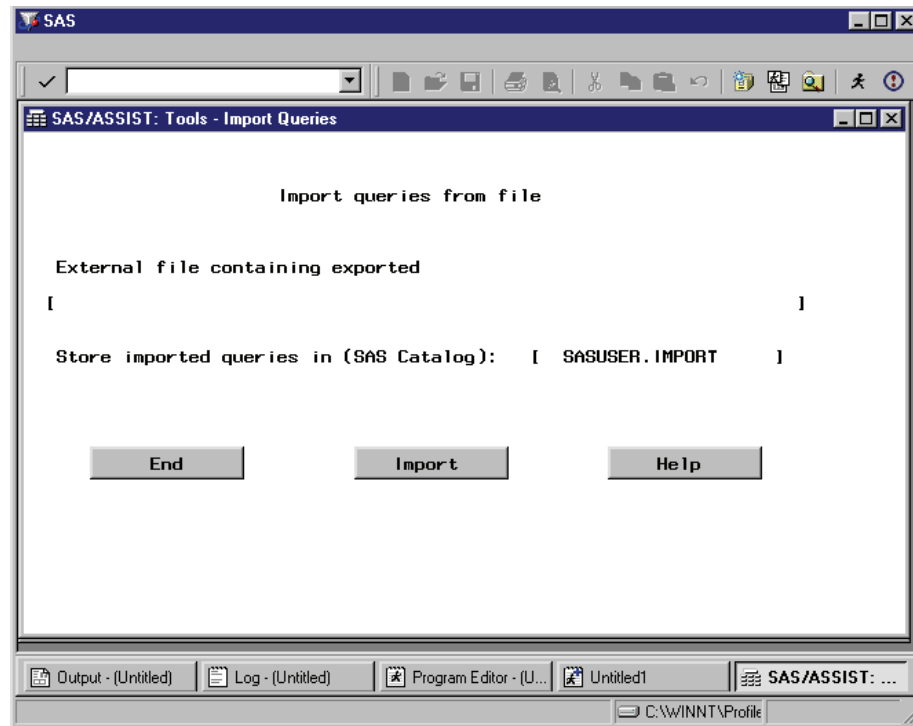 SAS
SAS/ASSIST: Tools - Import Queries
Import queries from file
External file containing exported
[ ]
Store imported queries in (SAS Catalog): [ SASUSER.IMPORT ]
End Import Help
Output - (Untitled) Log - (Untitled) Program Editor - (U... Untitled1 SAS/ASSIST: ...
C:\WINNT\Profile